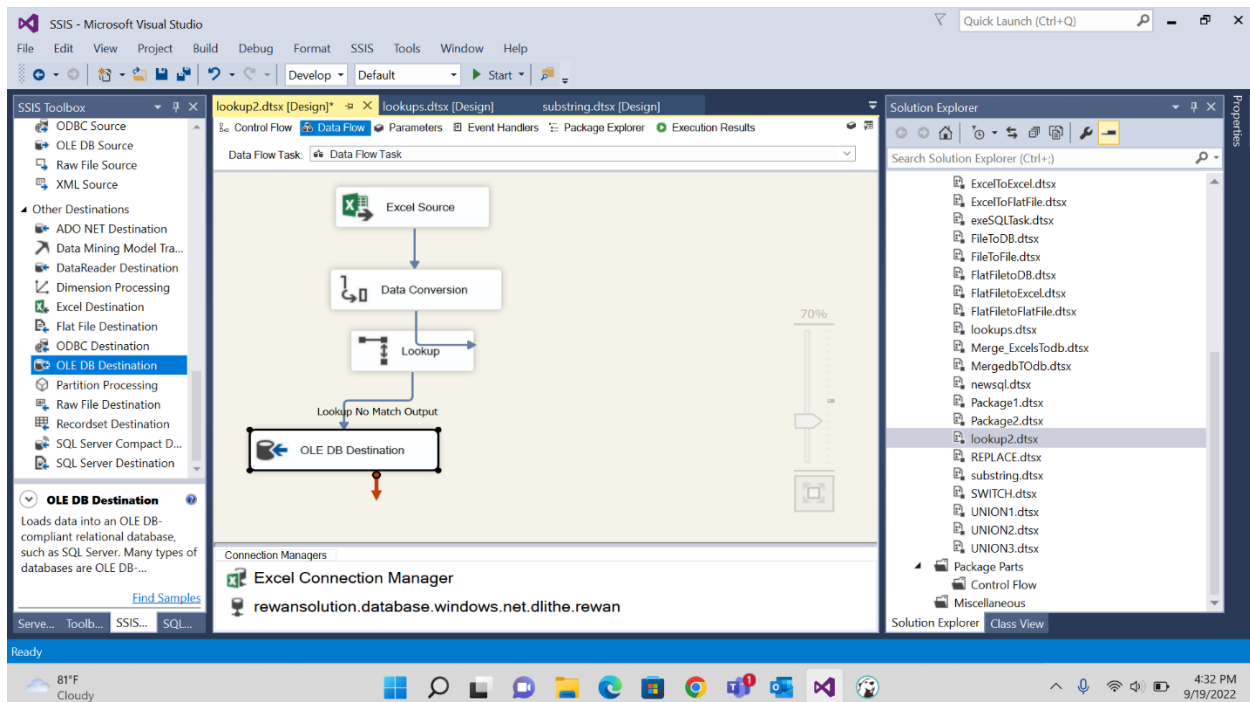 SSIS - Microsoft Visual Studio
Quick Launch (Ctrl+Q)
File Edit View Project Build Debug Format SSIS Tools Window Help
Develop Default Start
SSIS Toolbox
ODBC Source
OLE DB Source
Raw File Source
XML Source
Other Destinations
ADO NET Destination
Data Mining Model Tra...
DataReader Destination
Dimension Processing
Excel Destination
Flat File Destination
ODBC Destination
OLE DB Destination
Partition Processing
Raw File Destination
Recordset Destination
SQL Server Compact D...
SQL Server Destination
OLE DB Destination
Loads data into an OLE DB-
compliant relational database,
such as SQL Server. Many types of
databases are OLE DB-...
Find Samples
Serve... Toolb... SSIS... SQL...
lookup2.dtsx [Design]* lookups.dtsx [Design] substring.dtsx [Design]
Control Flow Data Flow Parameters Event Handlers Package Explorer Execution Results
Data Flow Task: Data Flow Task
Excel Source
Data Conversion
70%
Lookup
Lookup No Match Output
OLE DB Destination
Connection Managers
Excel Connection Manager
rewansolution.database.windows.net.dlithe.rewan
Solution Explorer
Search Solution Explorer (Ctrl+;)
ExcelToExcel.dtsx
ExcelToFlatFile.dtsx
exeSQLTask.dtsx
FileToDB.dtsx
FileToFile.dtsx
FlatFiletoDB.dtsx
FlatFiletoExcel.dtsx
FlatFiletoFlatFile.dtsx
lookups.dtsx
Merge_ExcelsTodb.dtsx
MergedbTOdb.dtsx
newsql.dtsx
Package1.dtsx
Package2.dtsx
lookup2.dtsx
REPLACE.dtsx
substring.dtsx
SWITCH.dtsx
UNION1.dtsx
UNION2.dtsx
UNION3.dtsx
Package Parts
Control Flow
Miscellaneous
Solution Explorer Class View
Properties
Ready
81°F
Cloudy
4:32 PM
9/19/2022